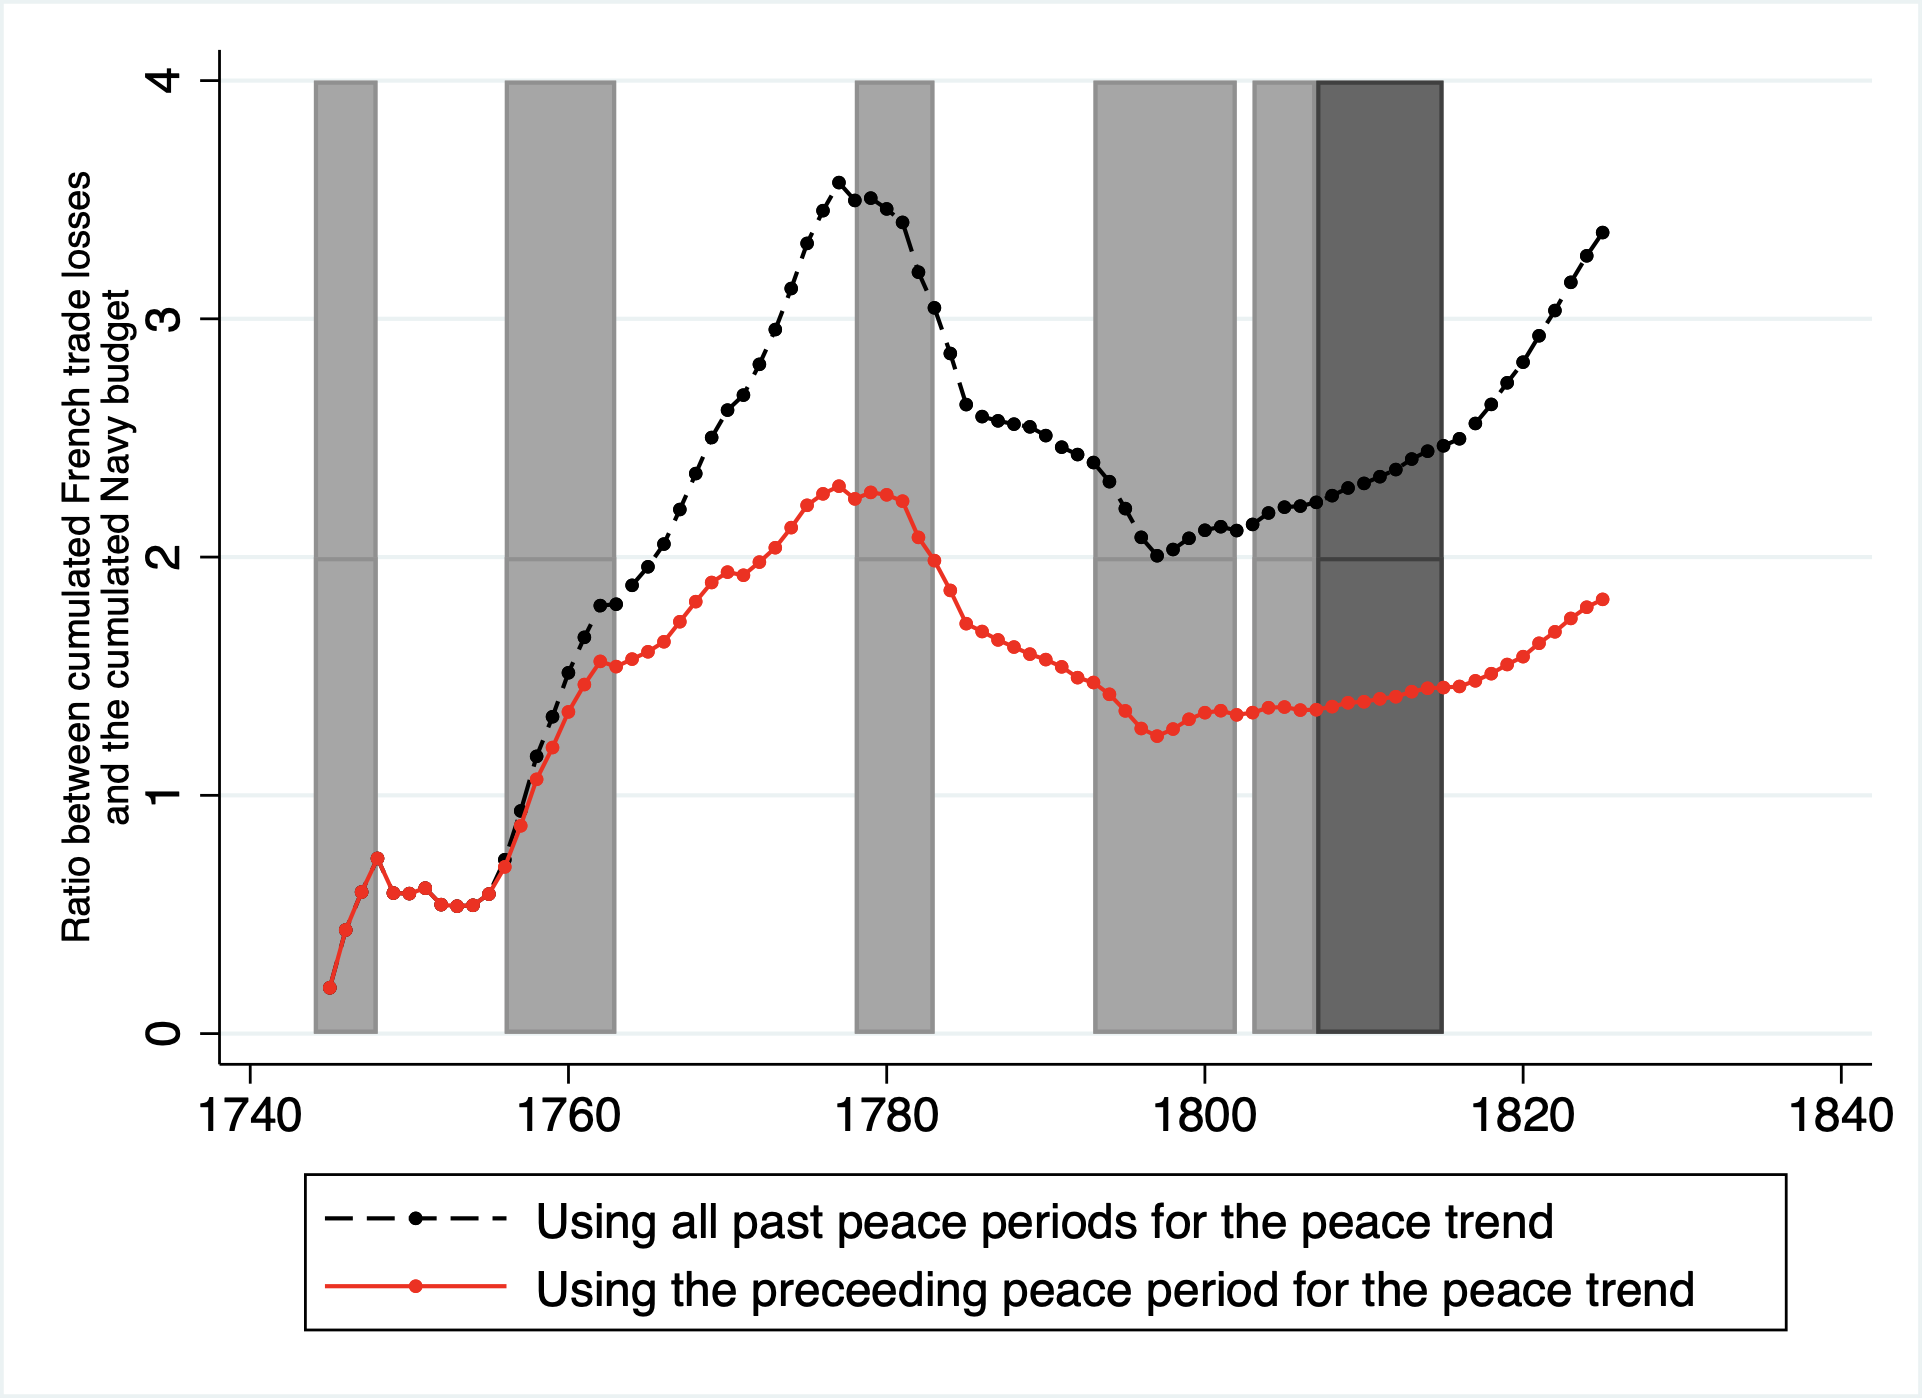 Ratio between cumulated French trade losses
and the cumulated Navy budget
4
3
2
1
0
1740 1760 1780 1800 1820 1840
Using all past peace periods for the peace trend
Using the preceeding peace period for the peace trend